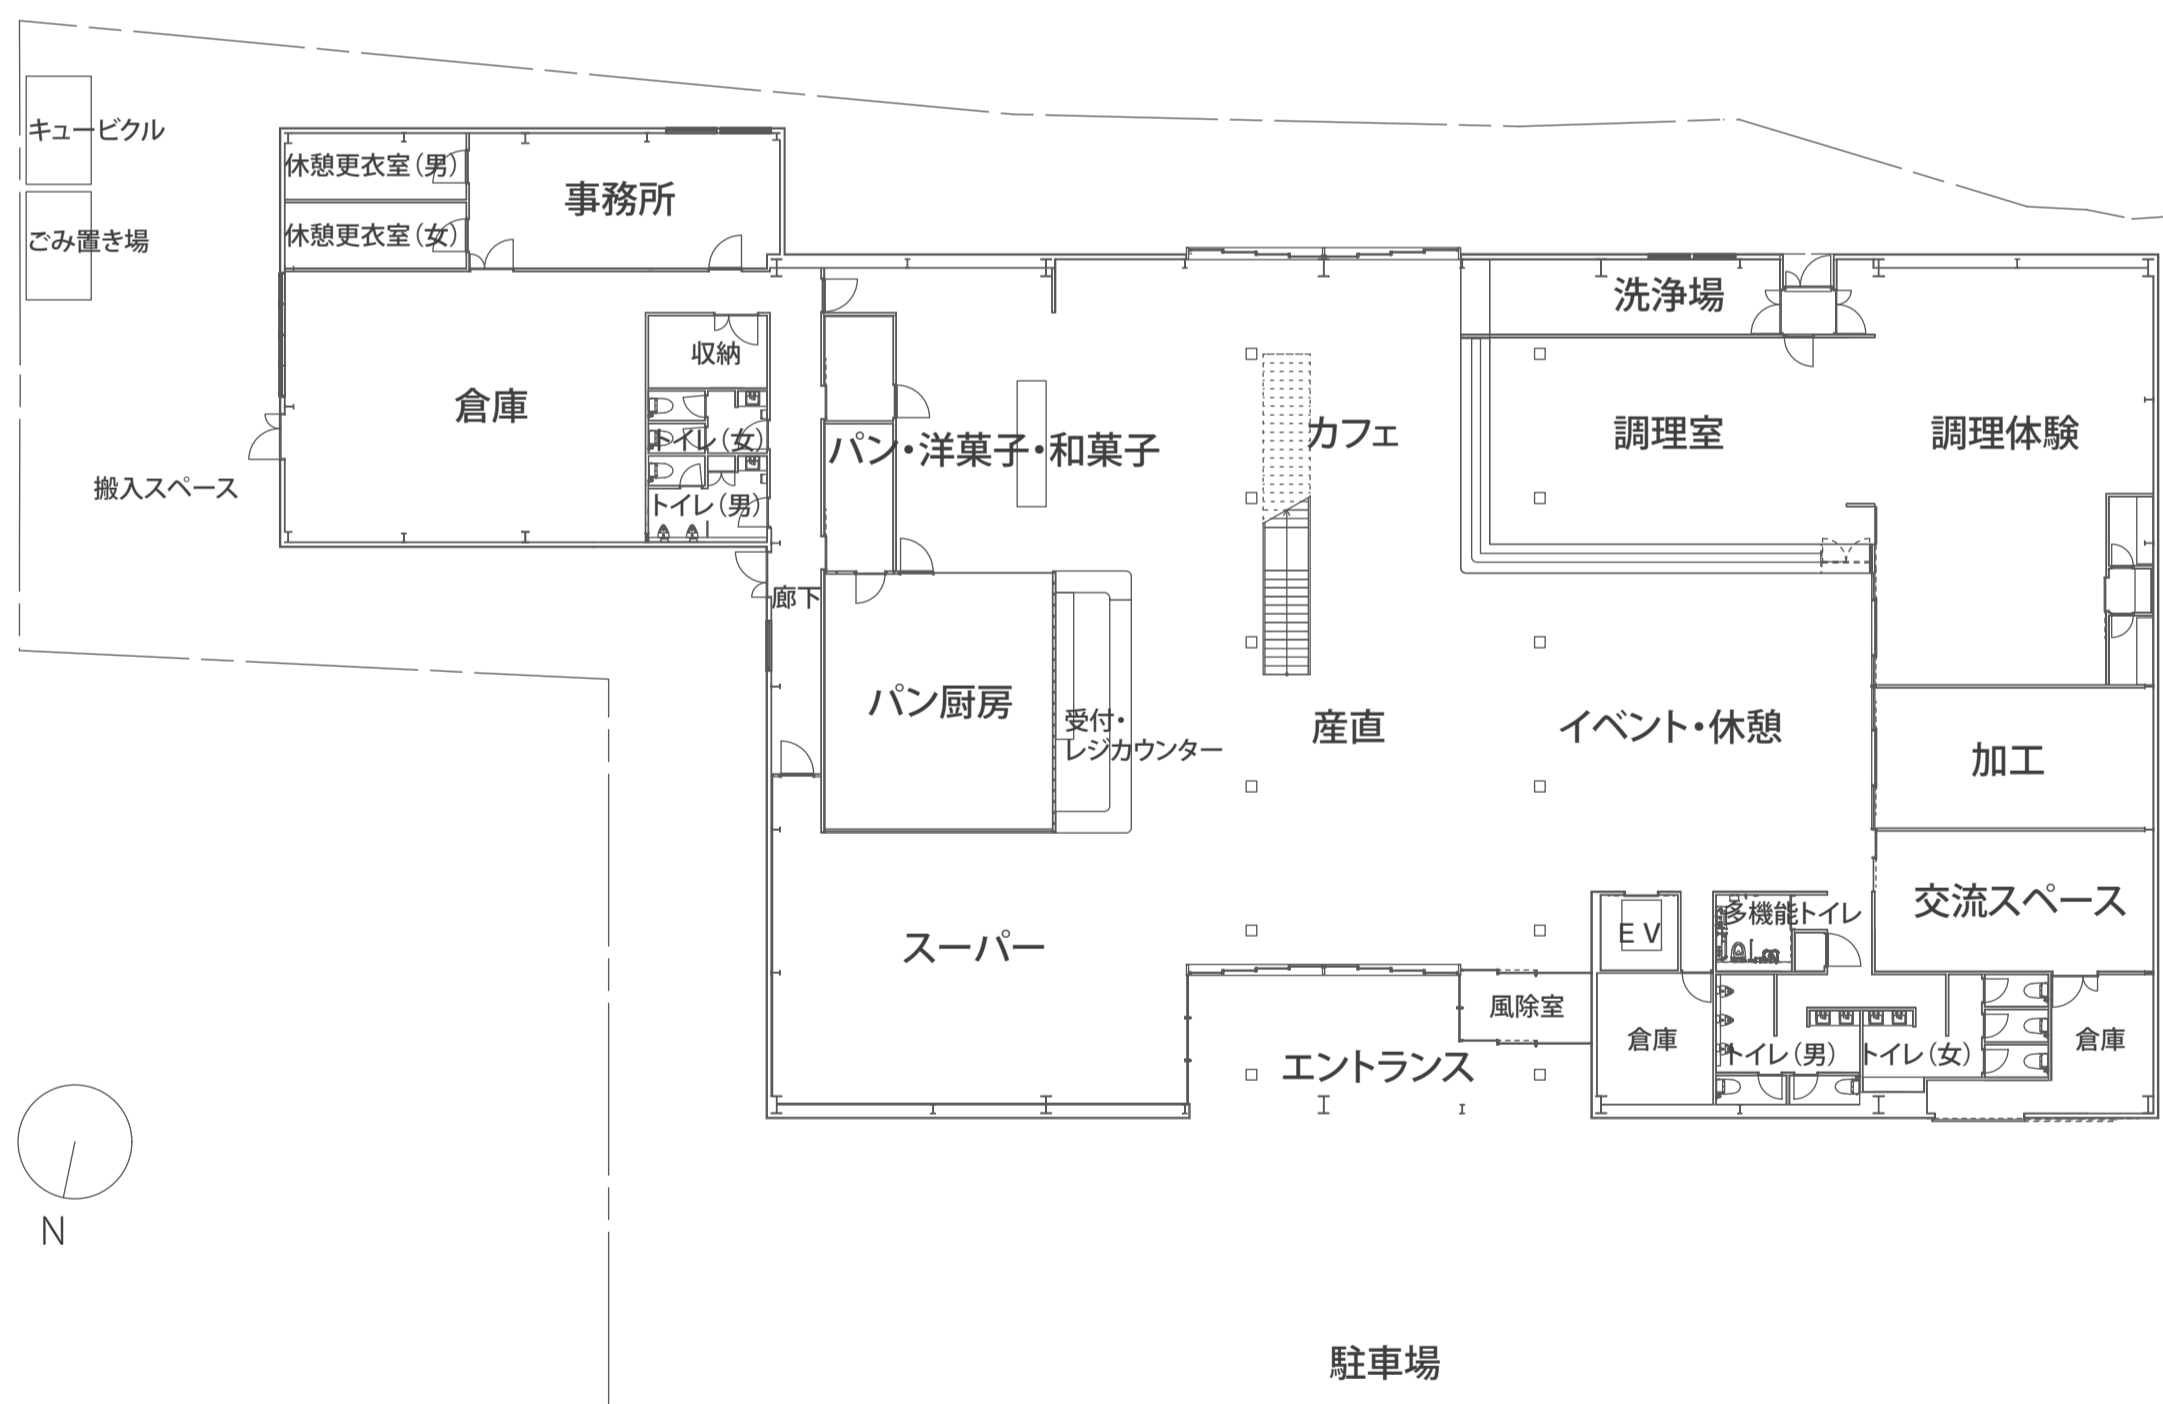 キュービクル
休憩更衣室（男）
事務所
ごみ置き場
休憩更衣室（女）
洗浄場
収納
倉庫
トイレ（女）
パン・洋菓子・和菓子
カフェ
調理室
調理体験
搬入スペース
トイレ（男）
廊下
パン厨房
受付・
レジカウンター
産直
イベント・休憩
加工
スーパー
EV
多機能トイレ
交流スペース
風除室
エントランス
倉庫
トイレ（男）
トイレ（女）
倉庫
N
駐車場